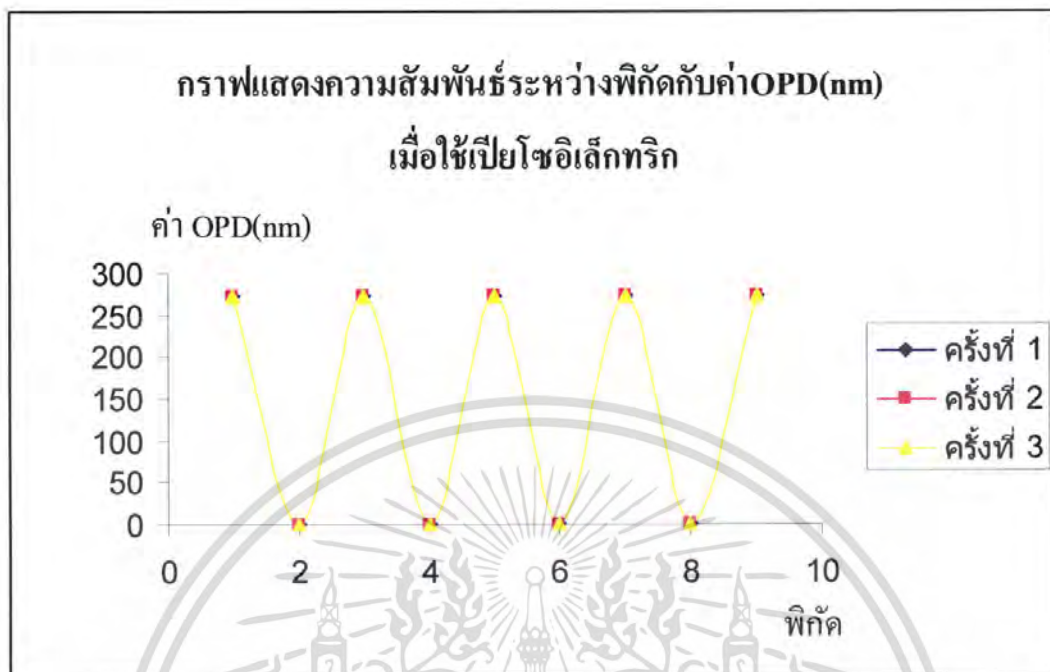 กราฟแสดงความสัมพันธ์ระหว่างพิกัดกับค่าOPD(nm)
เมื่อใช้เปียโซอิเล็กทริก
ค่า OPD(nm)
300
250
200
150
100
50
0
0 2 4 6 8 10
พิกัด
ครั้งที่ 1
ครั้งที่ 2
ครั้งที่ 3